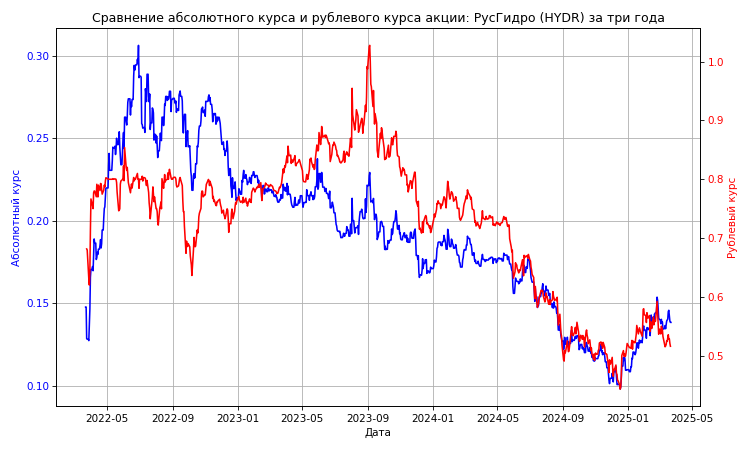 Сравнение абсолютного курса и рублевого курса акции: РусГидро (HYDR) за три года
0.30
0.25
0.20
0.15
0.10
Абсолютный курс
1.0
0.9
0.8
0.7
0.6
0.5
Рублевый курс
2022-05 2022-09 2023-01 2023-05 2023-09 2024-01 2024-05 2024-09 2025-01 2025-05
Дата